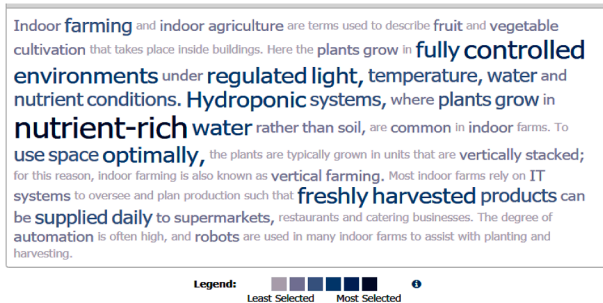 Indoor farming and indoor agriculture are terms used to describe fruit and vegetable
cultivation that takes place inside buildings. Here the plants grow in fully controlled
environments under regulated light, temperature, water and
nutrient conditions. Hydroponic systems, where plants grow in
nutrient-rich water rather than soil, are common in indoor farms. To
use space optimally, the plants are typically grown in units that are vertically stacked;
for this reason, indoor farming is also known as vertical farming. Most indoor farms rely on IT
systems to oversee and plan production such that freshly harvested products can
be supplied daily to supermarkets, restaurants and catering businesses. The degree of
automation is often high, and robots are used in many indoor farms to assist with planting and
harvesting.
Legend:
Least Selected Most Selected